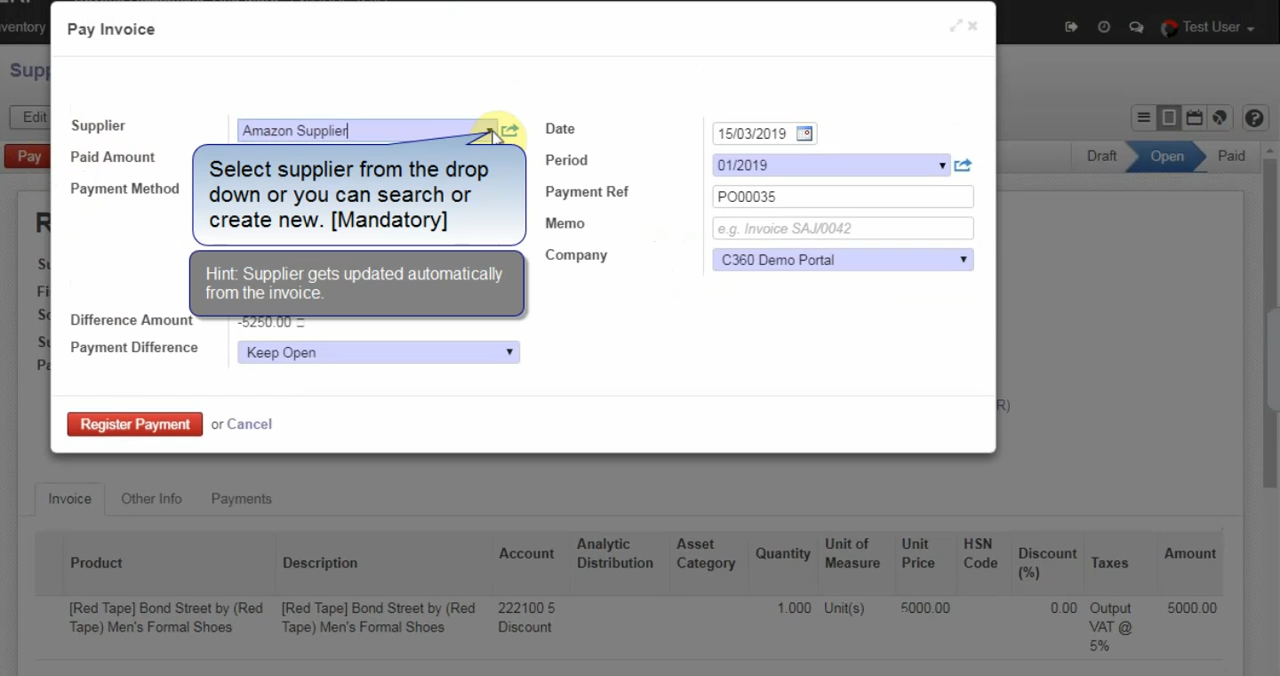 Pay Invoice
Inventory
Test User
Supp
Edit
Supplier
Amazon Supplier
Date
15/03/2019
Paid Amount
Select supplier from the drop
down or you can search or
create new. [Mandatory]
Period
01/2019
Draft
Open
Paid
Pay
Payment Method
Payment Ref
PO00035
Memo
e.g. Invoice SAJ/0042
Company
C360 Demo Portal
Hint: Supplier gets updated automatically
from the invoice.
R
Su
Fi
So
Su
Pa
Difference Amount
-5250.00
Payment Difference
Keep Open
R)
Register Payment
or Cancel
Invoice
Other Info
Payments
Product
Description
Account
Analytic
Distribution
Asset
Category
Quantity
Unit of
Measure
Unit
Price
HSN
Code
Discount
(%)
Taxes
Amount
[Red Tape] Bond Street by (Red
Tape) Men's Formal Shoes
[Red Tape] Bond Street by (Red
Tape) Men's Formal Shoes
222100 5
Discount
1.000
Unit(s)
5000.00
0.00
Output
VAT @
5%
5000.00